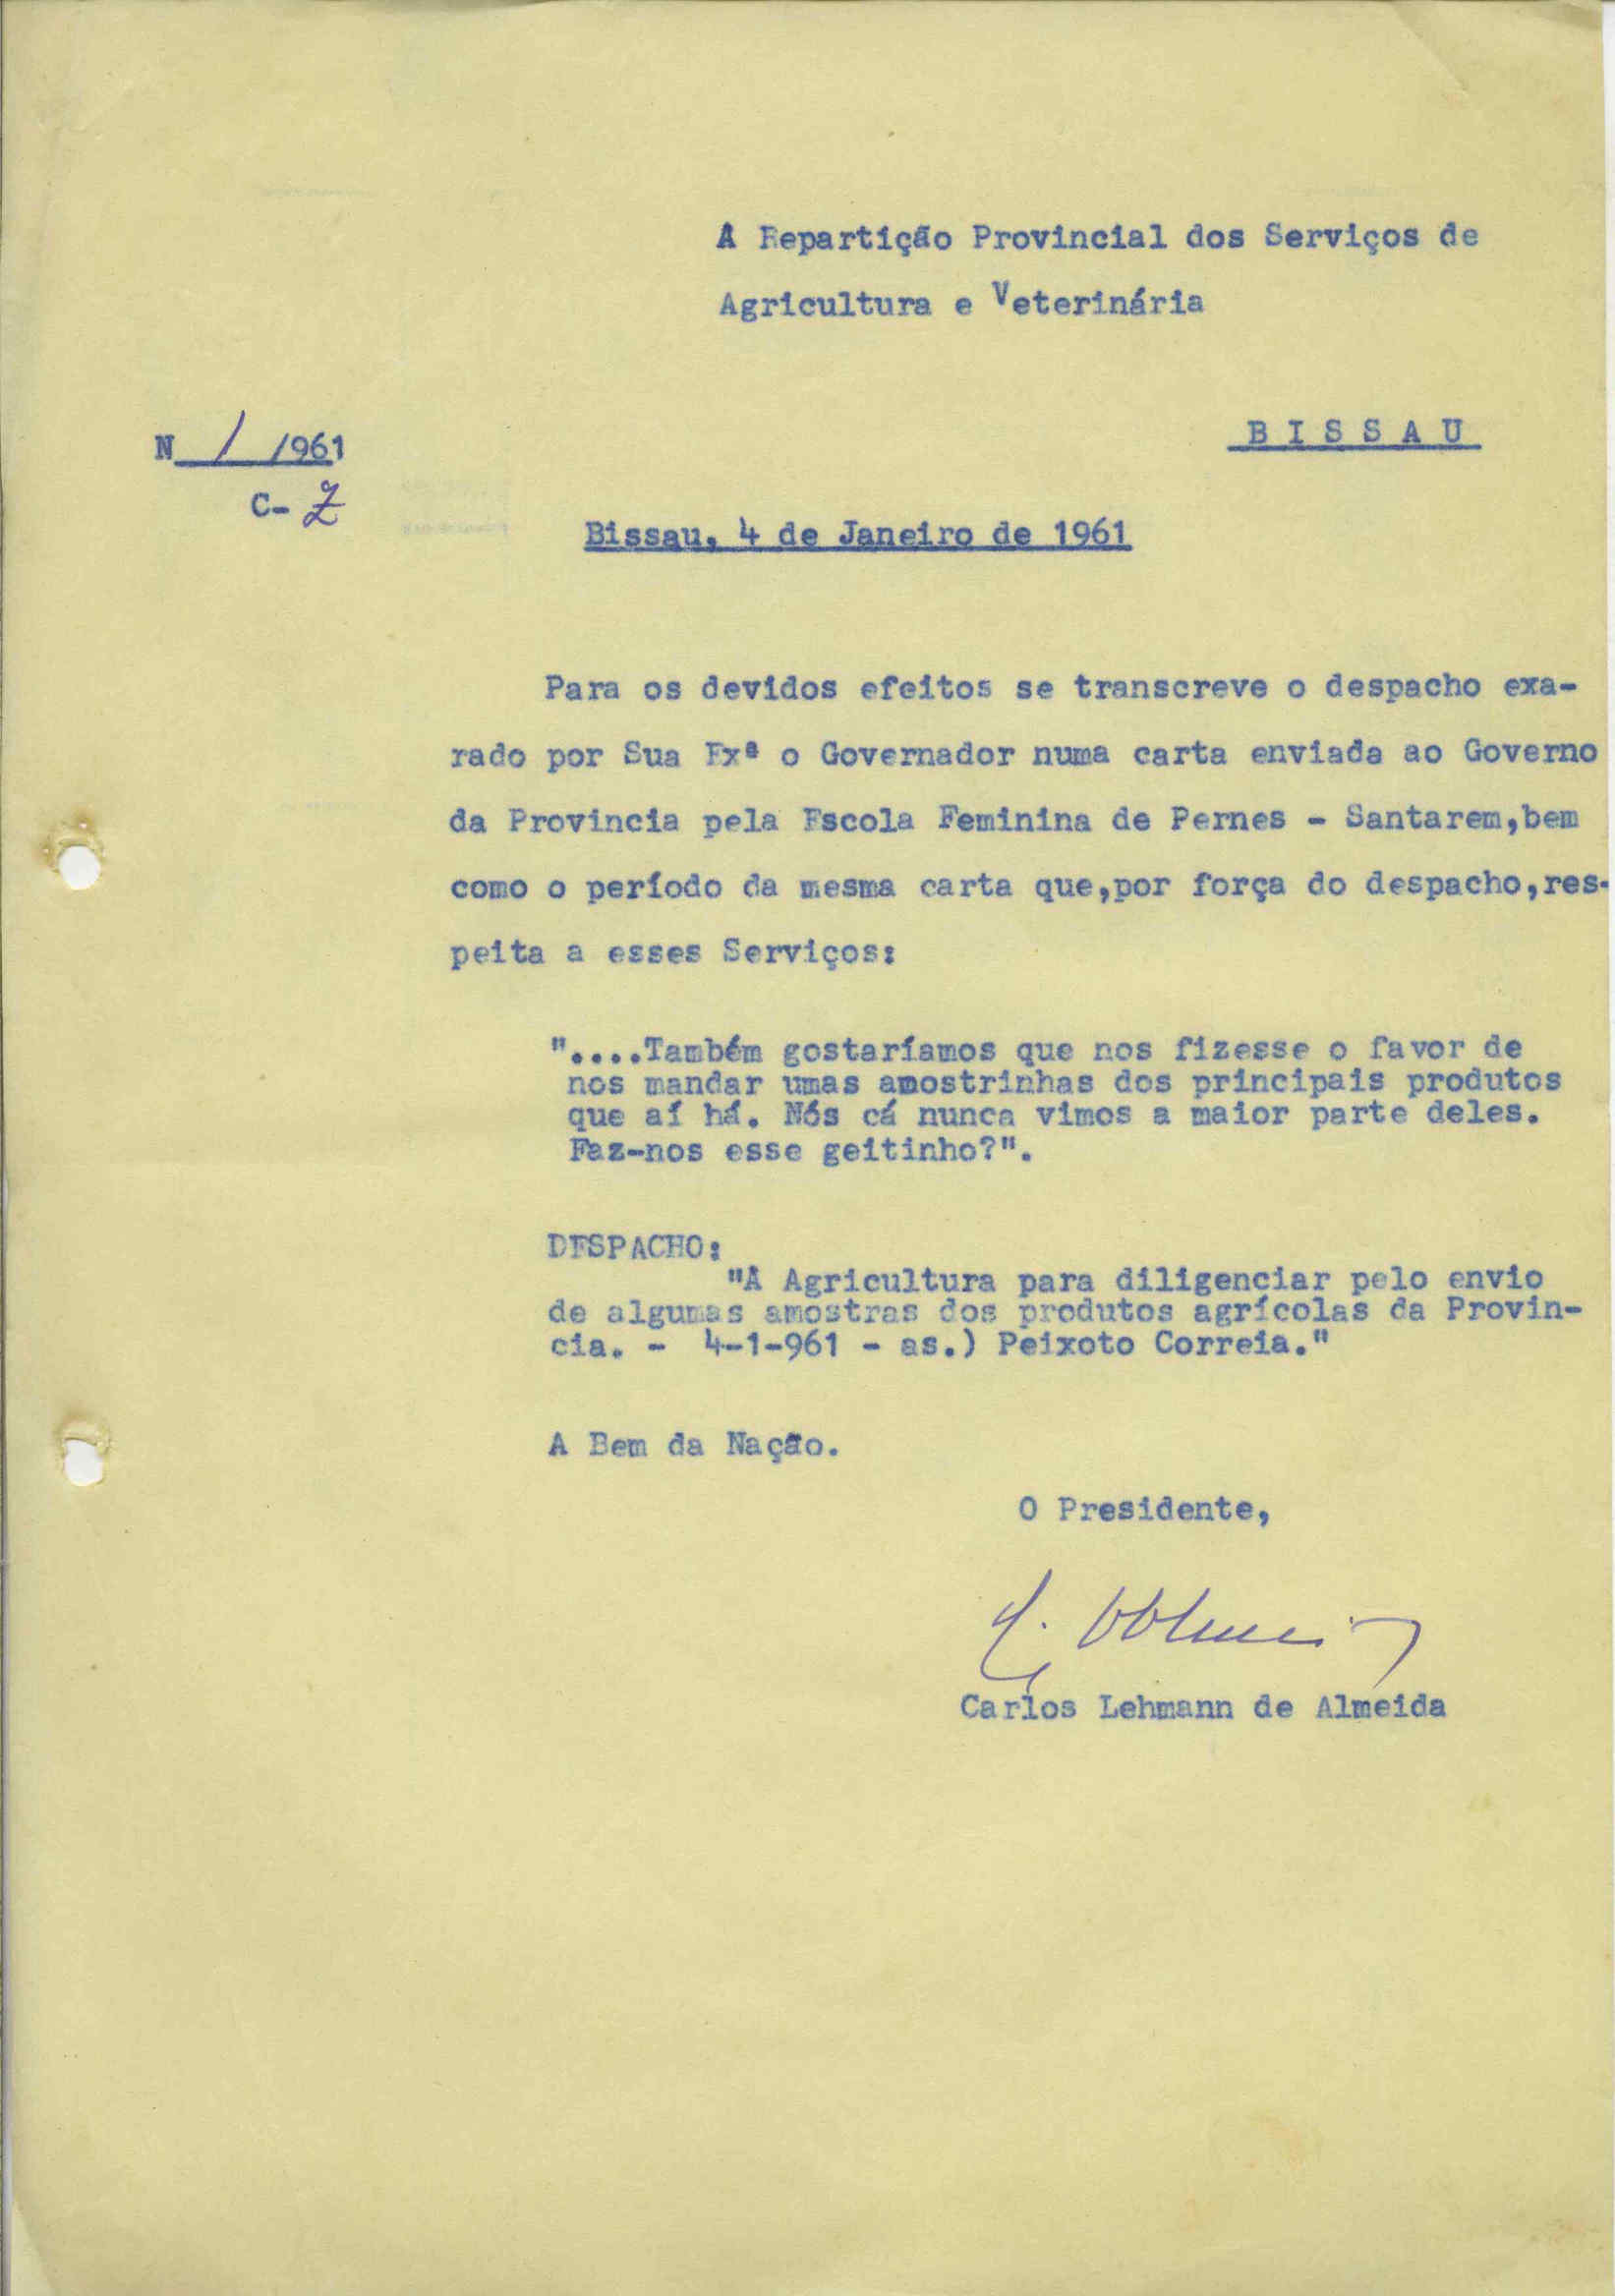 À Repartição Provincial dos Serviços de
Agricultura e Veterinária
B I S S A U
N 1 /961
C- Z
Bissau, 4 de Janeiro de 1961
Para os devidos efeitos se transcreve o despacho exa-
rado por Sua Exª o Governador numa carta enviada ao Governo
da Provincia pela Escola Feminina de Pernes - Santarem,bem
como o período da mesma carta que,por força do despacho,res-
peita a esses Serviços:
"....Também gostaríamos que nos fizesse o favor de
nos mandar umas amostrinhas dos principais produtos
que aí há. Nós cá nunca vimos a maior parte deles.
Faz-nos esse geitinho?".
DESPACHO:
"À Agricultura para diligenciar pelo envio
de algumas amostras dos produtos agrícolas da Provin-
cia. - 4-1-961 - as.) Peixoto Correia."
A Bem da Nação.
O Presidente,
Carlos Lehmann de Almeida